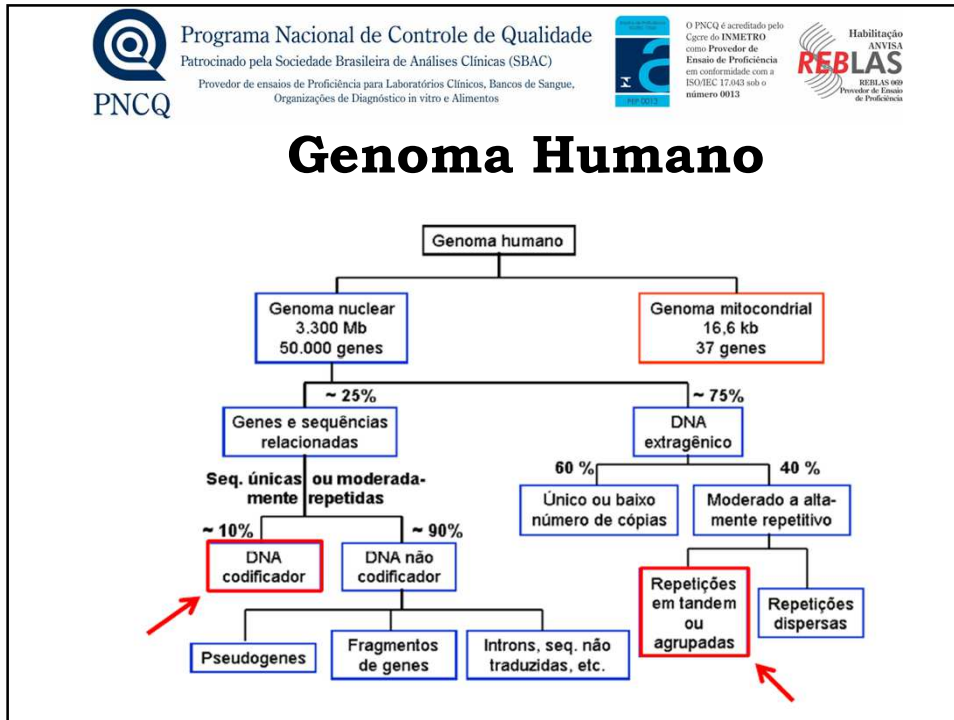 PNCQ
Programa Nacional de Controle de Qualidade
Patrocinado pela Sociedade Brasileira de Análises Clínicas (SBAC)
Provedor de ensaios de Proficiência para Laboratórios Clínicos, Bancos de Sangue,
Organizações de Diagnóstico in vitro e Alimentos
PEP 0013
O PNCQ é acreditado pelo
Cgcre do INMETRO
como Provedor de
Ensaio de Proficiência
em conformidade com a
ISO/IEC 17.043 sob o
número 0013
Habilitação
ANVISA
REBLAS
REBLAS 069
Provedor de Ensaio
de Proficiência
Genoma Humano
Genoma humano
Genoma nuclear
3.300 Mb
50.000 genes
Genoma mitocondrial
16,6 kb
37 genes
~ 25%
~ 75%
Genes e sequências
relacionadas
DNA
extragênico
Seq. únicas ou moderada-
mente repetidas
60 %
40 %
Único ou baixo
número de cópias
Moderado a alta-
mente repetitivo
~ 10%
~ 90%
DNA
codificador
DNA não
codificador
Repetições
em tandem
ou
agrupadas
Repetições
dispersas
Pseudogenes
Fragmentos
de genes
Introns, seq. não
traduzidas, etc.